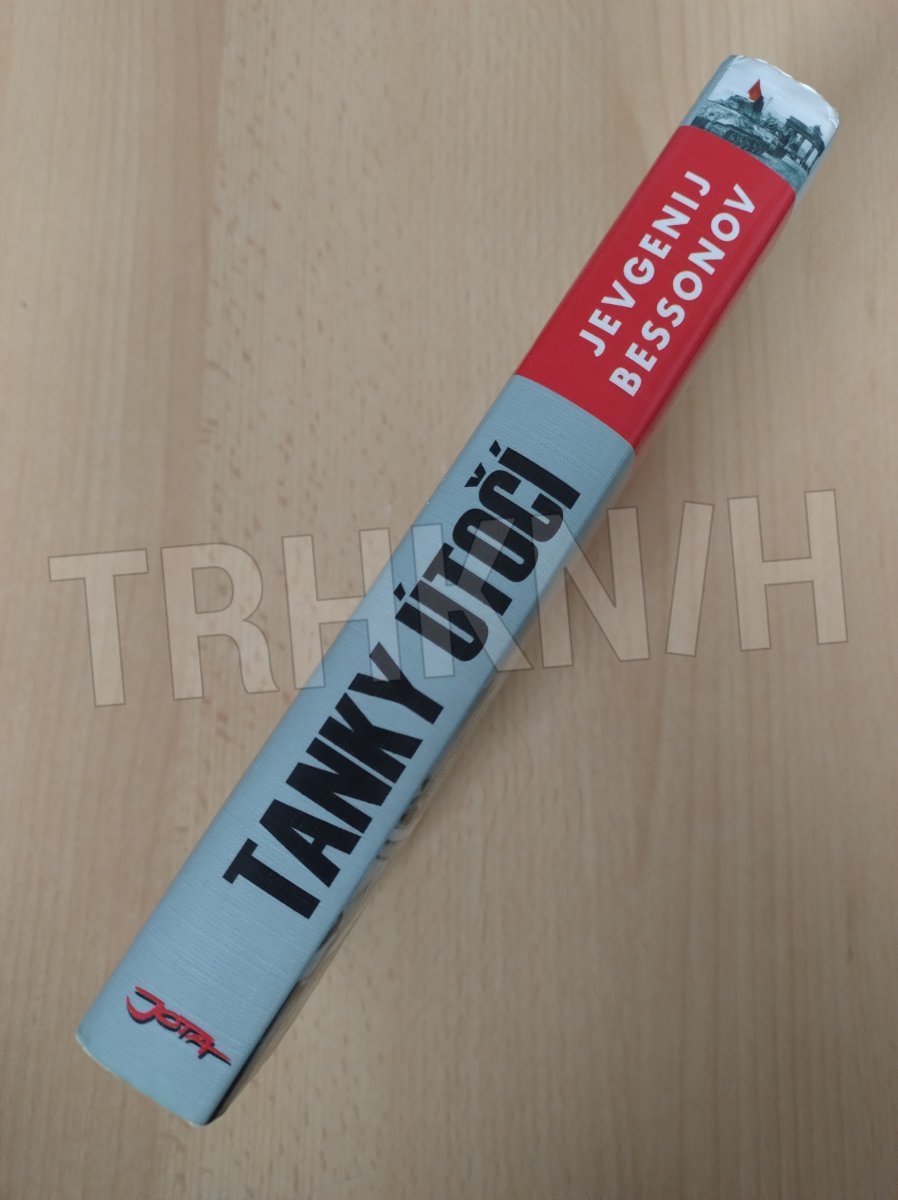 JEVGENIJ
BESSONOV
TANKY ÚTOČÍ
JOTA
TRHKNIH